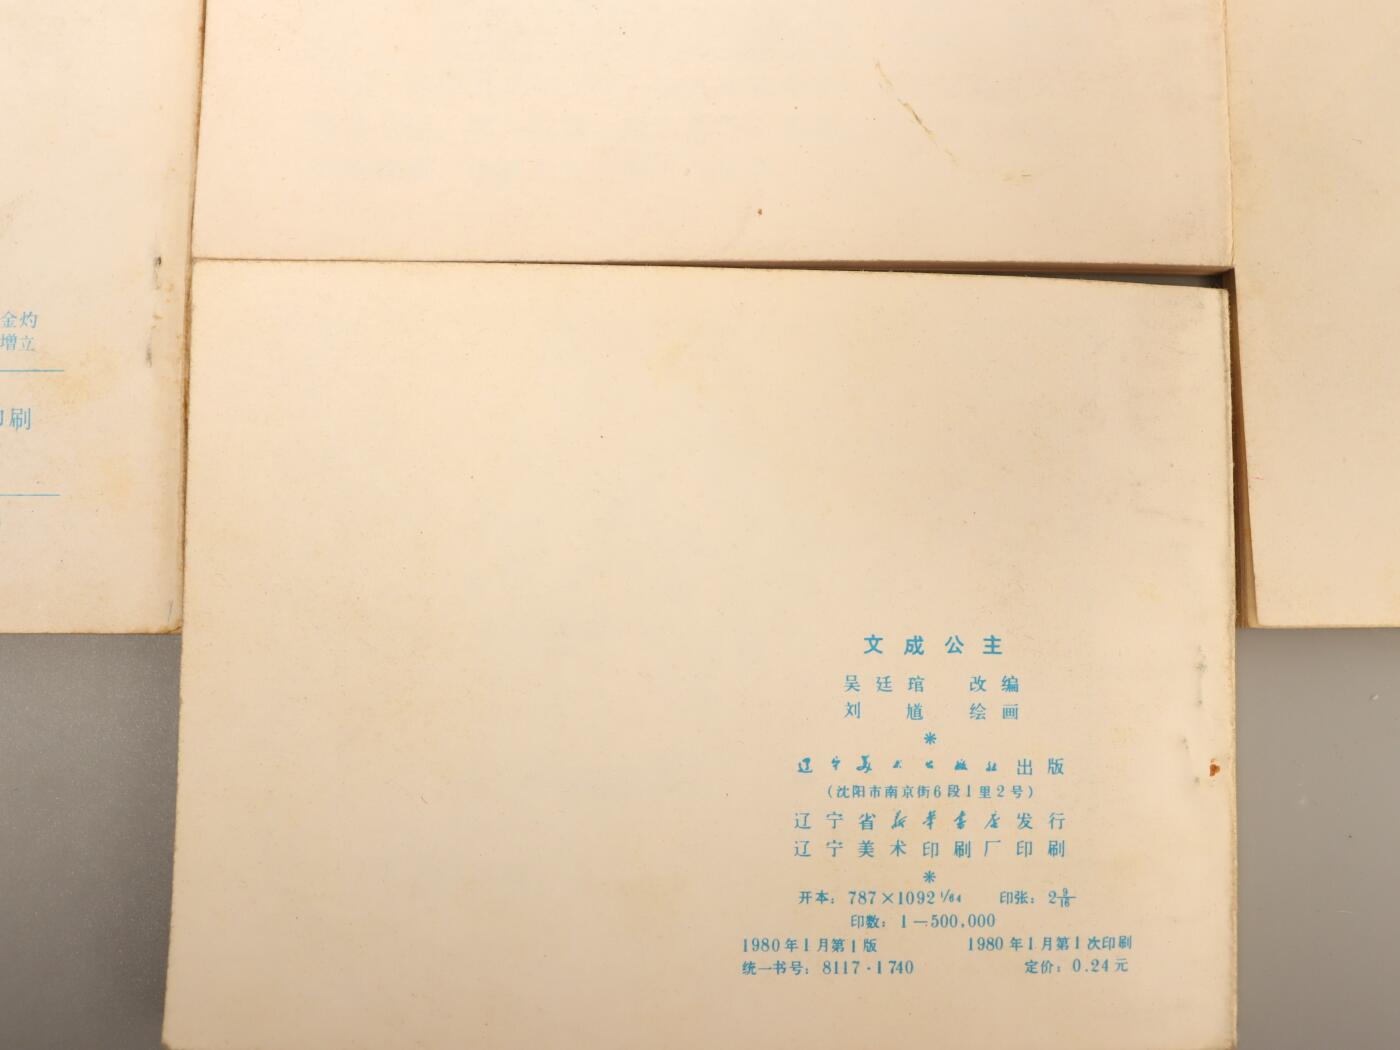 金灼
增立
印刷
文成公主
吴廷琯 改编
刘馗 绘画
*
辽宁美术出版社出版
(沈阳市南京街6段1里2号)
辽宁省新华书店发行
辽宁美术印刷厂印刷
*
开本: 787×1092 1/64 印张: 2 9/16
印数: 1—500,000
1980年1月第1版 1980年1月第1次印刷
统一书号: 8117·1740 定价: 0.24元